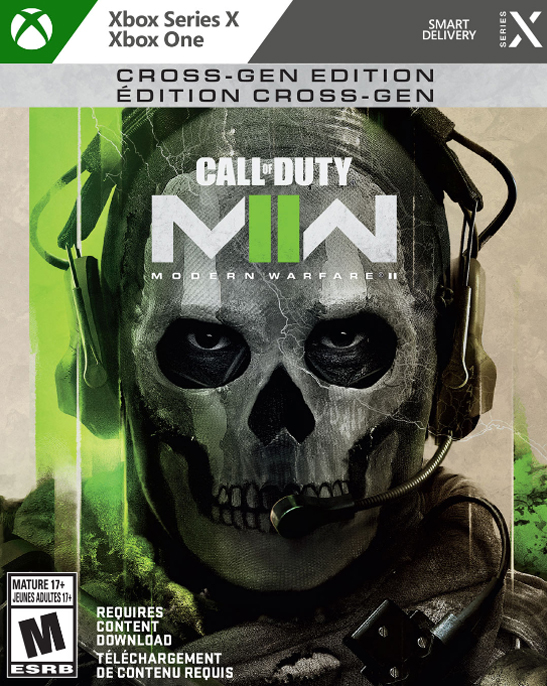 Xbox Series X
Xbox One
SMART
DELIVERY
SERIES X
CROSS-GEN EDITION
ÉDITION CROSS-GEN
CALL OF DUTY
MIIW
MODERN WARFARE® II
MATURE 17+
JEUNES ADULTES 17+
M
ESRB
REQUIRES
CONTENT
DOWNLOAD
TÉLÉCHARGEMENT
DE CONTENU REQUIS